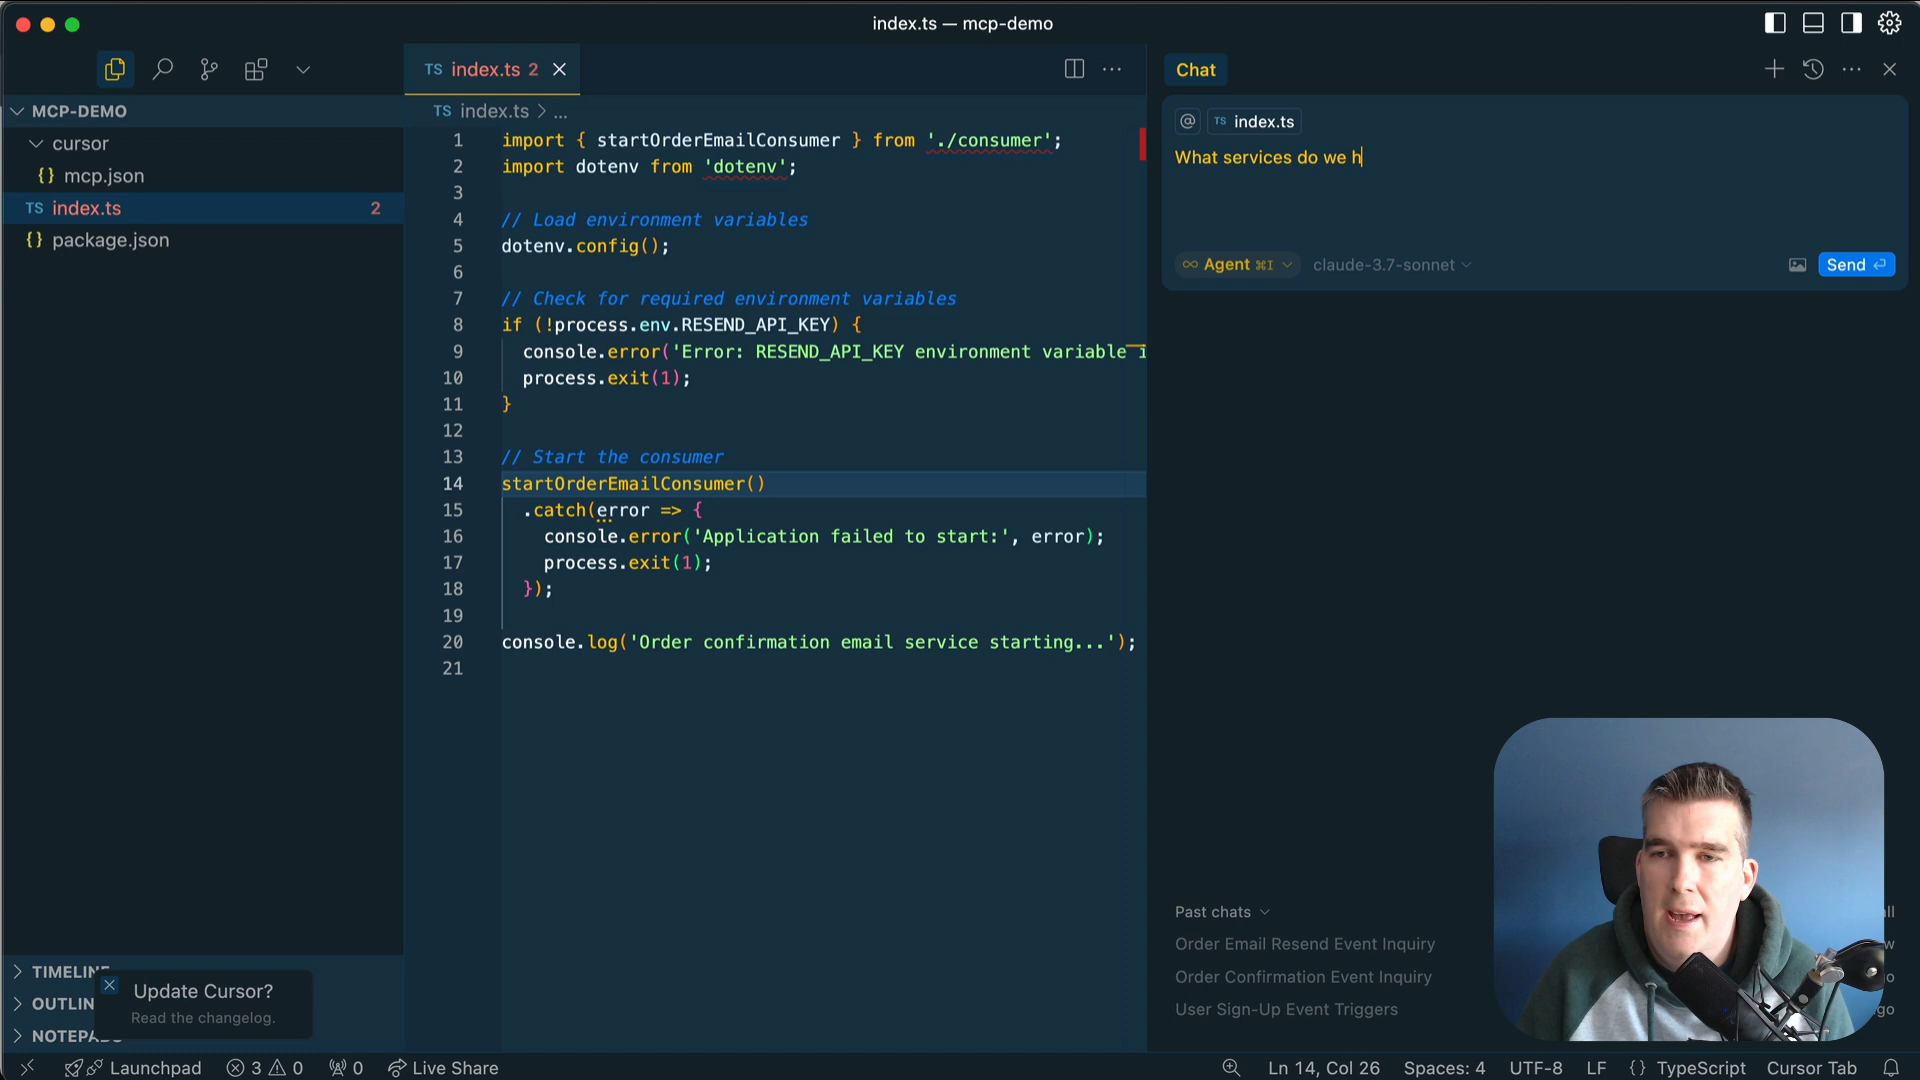 index.ts — mcp-demo
TS index.ts 2
Chat
MCP-DEMO
cursor
{} mcp.json
TS index.ts 2
{} package.json
TS index.ts > ...
1 import { startOrderEmailConsumer } from './consumer';
2 import dotenv from 'dotenv';
3
4 // Load environment variables
5 dotenv.config();
6
7 // Check for required environment variables
8 if (!process.env.RESEND_API_KEY) {
9 console.error('Error: RESEND_API_KEY environment variable i
10 process.exit(1);
11 }
12
13 // Start the consumer
14 startOrderEmailConsumer()
15 .catch(error => {
16 console.error('Application failed to start:', error);
17 process.exit(1);
18 });
19
20 console.log('Order confirmation email service starting...');
21
@ TS index.ts
What services do we h
∞ Agent ⌘I claude-3.7-sonnet Send
Past chats
Order Email Resend Event Inquiry
Order Confirmation Event Inquiry
User Sign-Up Event Triggers
TIMELINE
OUTLIN
NOTEPADS
Update Cursor?
Read the changelog.
Launchpad 3 0 0 Live Share
Ln 14, Col 26 Spaces: 4 UTF-8 LF {} TypeScript Cursor Tab